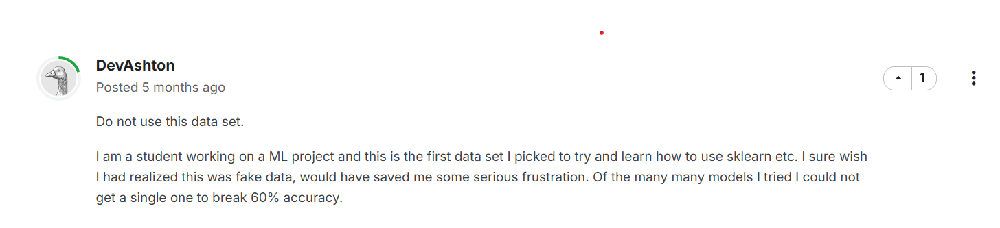 DevAshton
Posted 5 months ago
1
Do not use this data set.
I am a student working on a ML project and this is the first data set I picked to try and learn how to use sklearn etc. I sure wish
I had realized this was fake data, would have saved me some serious frustration. Of the many many models I tried I could not
get a single one to break 60% accuracy.